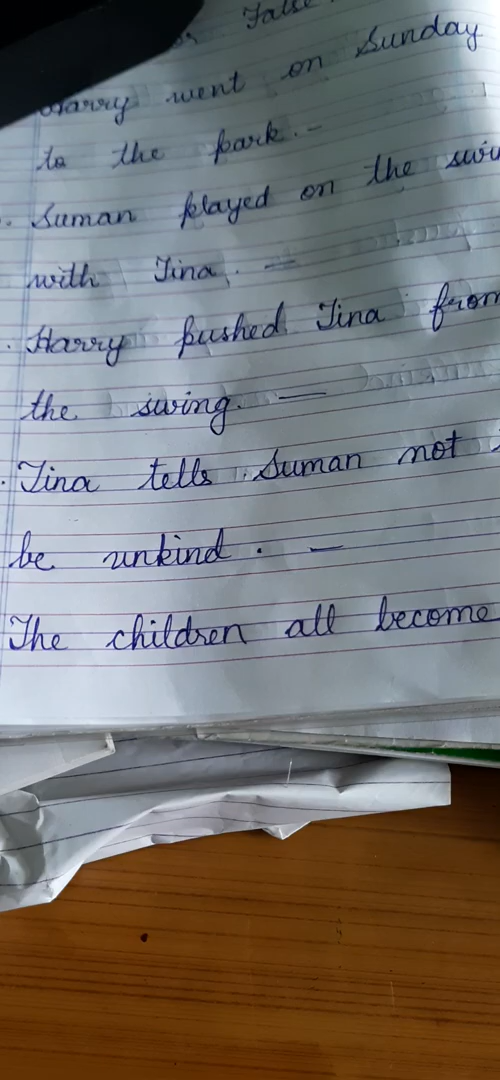 False
Harry went on Sunday
to the park. -
Suman played on the
with Tina. -
Harry pushed Tina from
the swing. -
Tina tells Suman not
be unkind. -
The children all become